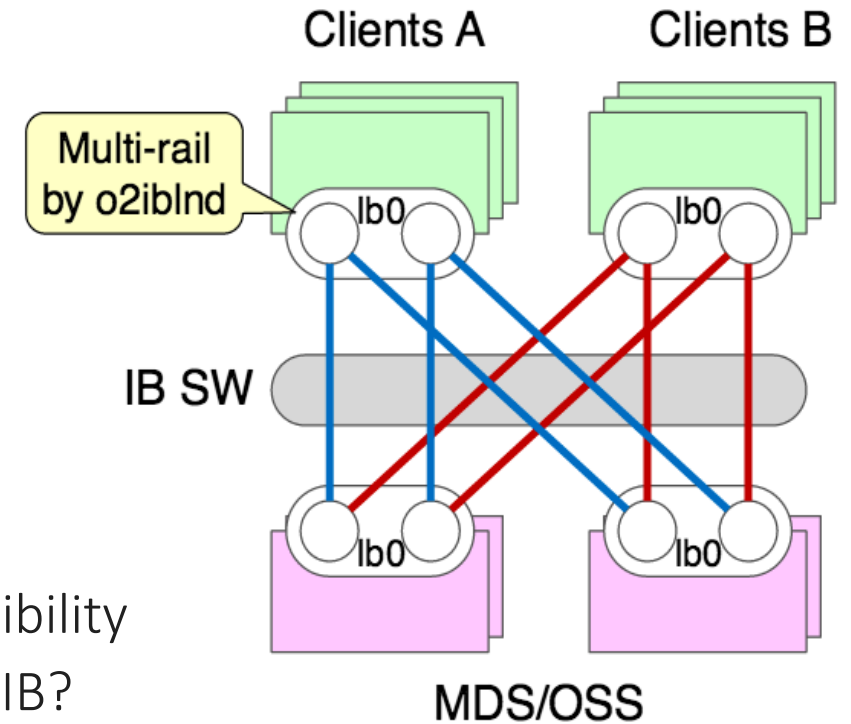 Clients A
Clients B
Multi-rail
by o2iblnd
Ib0
Ib0
IB SW
Ib0
Ib0
ibility
IB?
MDS/OSS